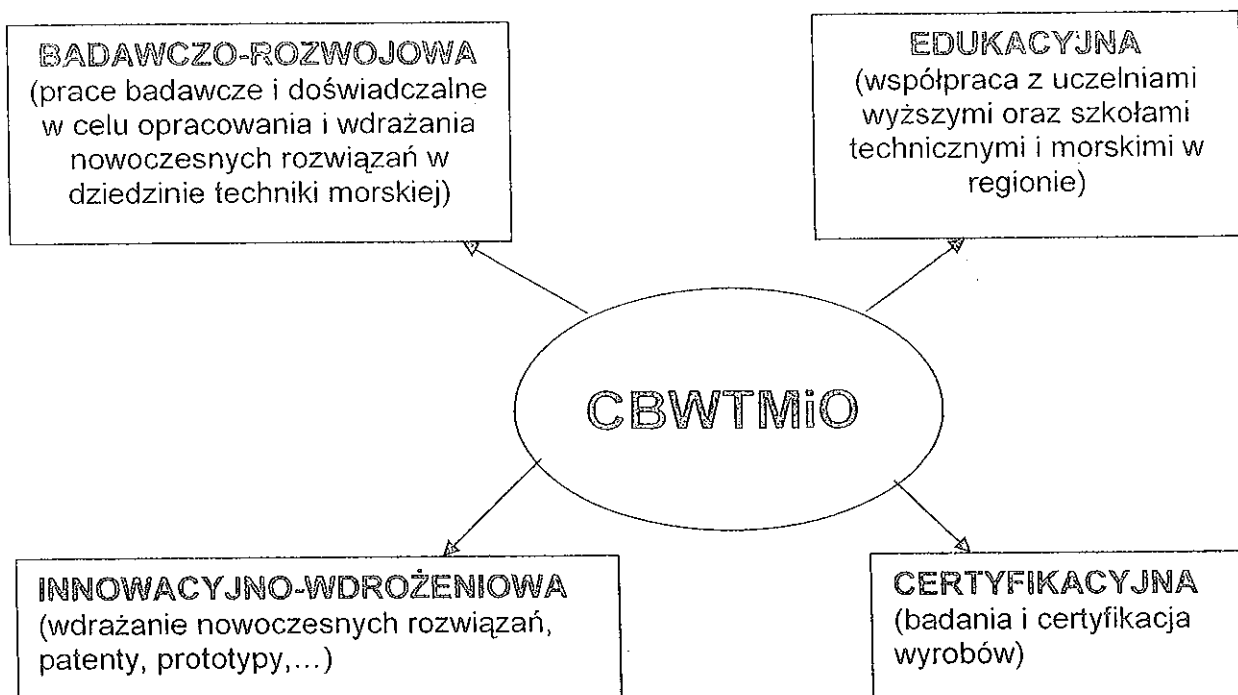 BADAWCZO-ROZWOJOWA
(prace badawcze i doświadczalne
w celu opracowania i wdrażania
nowoczesnych rozwiązań w
dziedzinie techniki morskiej)
EDUKACYJNA
(współpraca z uczelniami
wyższymi oraz szkołami
technicznymi i morskimi w
regionie)
CBWTMiO
INNOWACYJNO-WDROŻENIOWA
(wdrażanie nowoczesnych rozwiązań,
patenty, prototypy,...)
CERTYFIKACYJNA
(badania i certyfikacja
wyrobów)